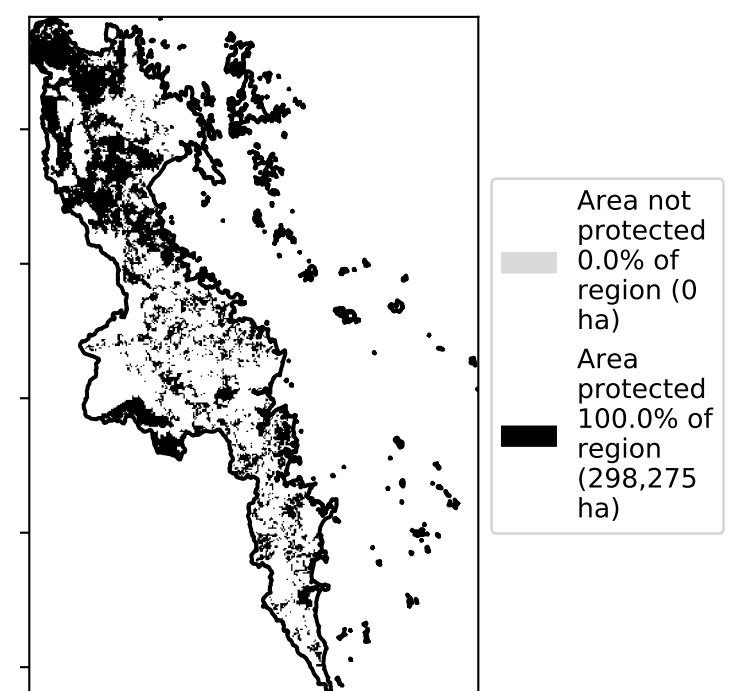 Area not
protected
0.0% of
region (0
ha)
Area
protected
100.0% of
region
(298,275
ha)